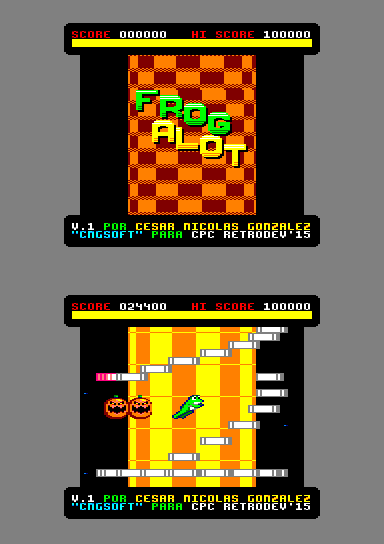 SCORE 000000 HI SCORE 100000
FROG
ALOT
V.1 POR CESAR NICOLAS GONZALEZ
"CNGSOFT" PARA CPC RETRODEV'15
SCORE 024400 HI SCORE 100000
V.1 POR CESAR NICOLAS GONZALEZ
"CNGSOFT" PARA CPC RETRODEV'15